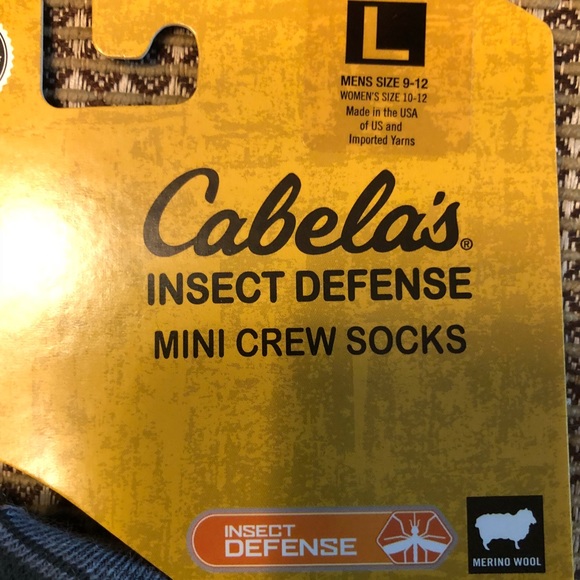 L
MENS SIZE 9-12
WOMEN'S SIZE 10-12
Made in the USA
of US and
Imported Yarns
Cabela's®
INSECT DEFENSE
MINI CREW SOCKS
INSECT
DEFENSE
MERINO WOOL